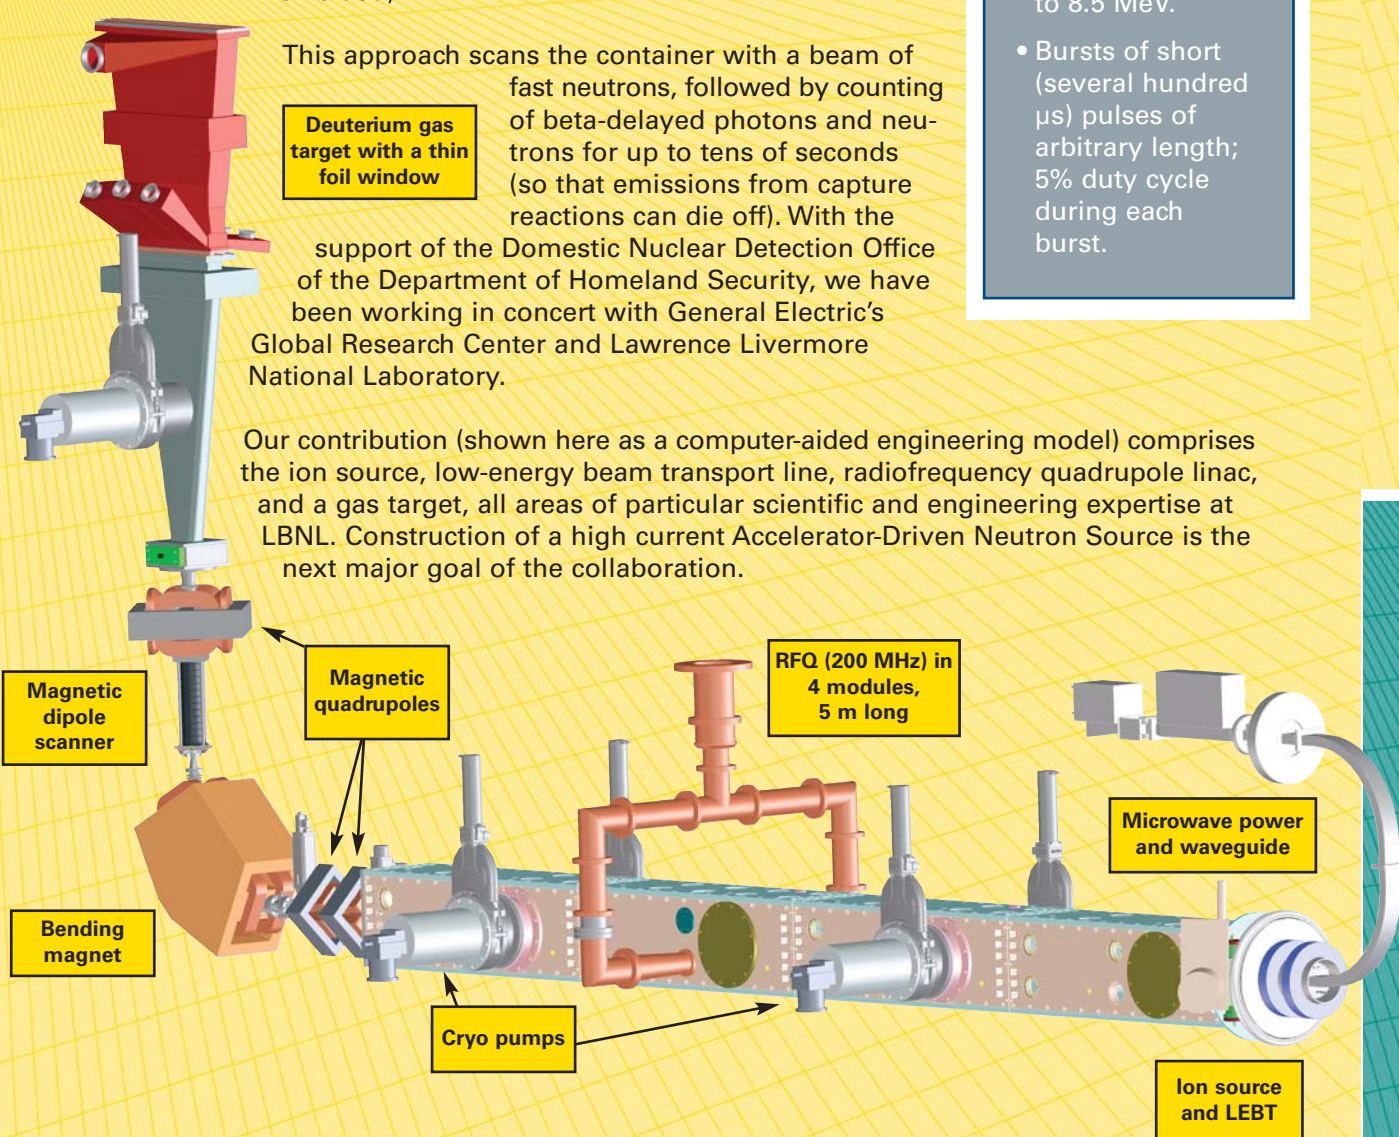 This approach scans the container with a beam of
fast neutrons, followed by counting
of beta-delayed photons and neu-
trons for up to tens of seconds
(so that emissions from capture
reactions can die off). With the
support of the Domestic Nuclear Detection Office
of the Department of Homeland Security, we have
been working in concert with General Electric’s
Global Research Center and Lawrence Livermore
National Laboratory.
Our contribution (shown here as a computer-aided engineering model) comprises
the ion source, low-energy beam transport line, radiofrequency quadrupole linac,
and a gas target, all areas of particular scientific and engineering expertise at
LBNL. Construction of a high current Accelerator-Driven Neutron Source is the
next major goal of the collaboration.
to 8.5 MeV.
• Bursts of short
(several hundred
µs) pulses of
arbitrary length;
5% duty cycle
during each
burst.
Deuterium gas
target with a thin
foil window
Magnetic
dipole
scanner
Magnetic
quadrupoles
RFQ (200 MHz) in
4 modules,
5 m long
Microwave power
and waveguide
Bending
magnet
Cryo pumps
Ion source
and LEBT